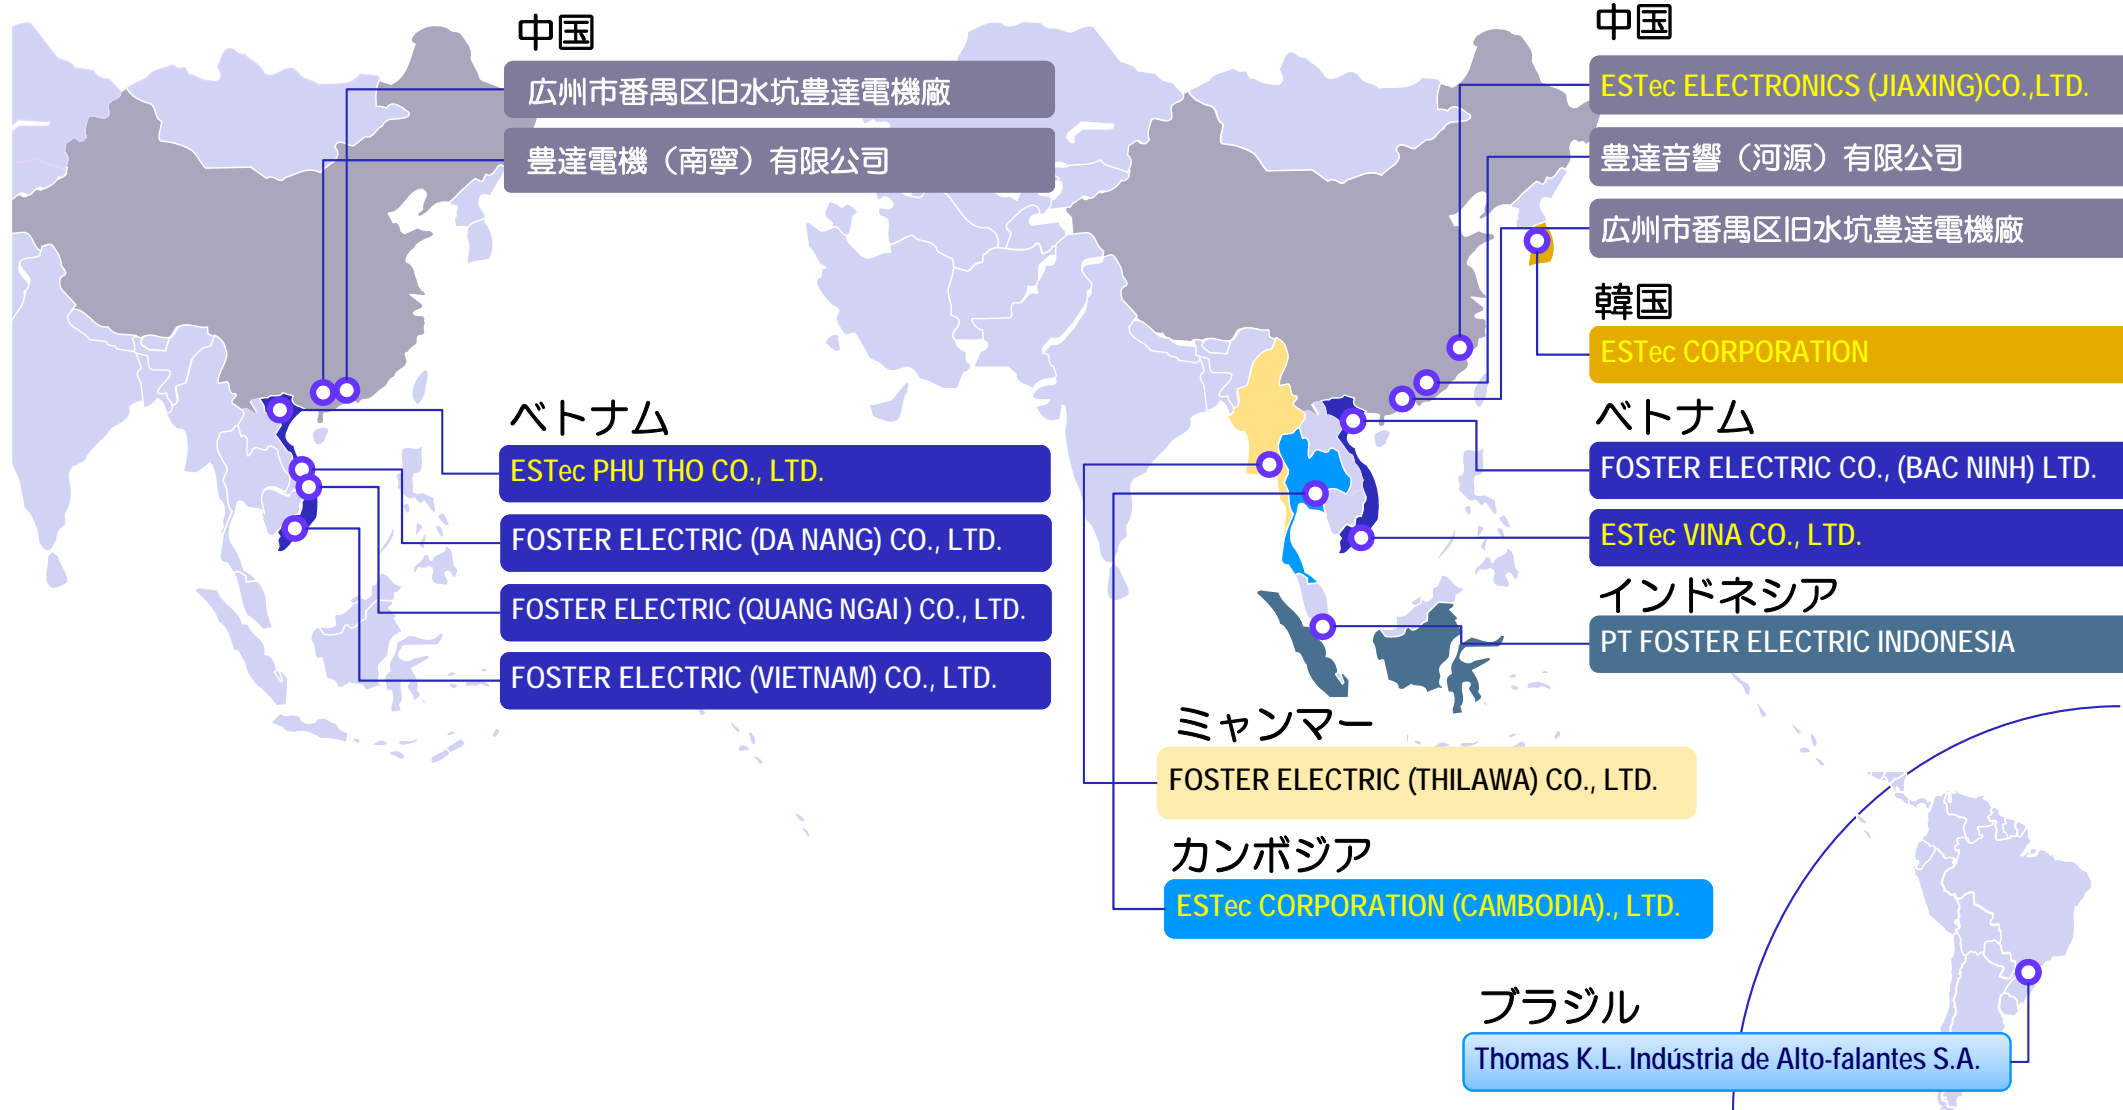 中国
広州市番禺区旧水坑豊達電機廠
豊達電機（南寧）有限公司
ベトナム
ESTec PHU THO CO., LTD.
FOSTER ELECTRIC (DA NANG) CO., LTD.
FOSTER ELECTRIC (QUANG NGAI ) CO., LTD.
FOSTER ELECTRIC (VIETNAM) CO., LTD.
中国
ESTec ELECTRONICS (JIAXING)CO.,LTD.
豊達音響（河源）有限公司
広州市番禺区旧水坑豊達電機廠
韓国
ESTec CORPORATION
ベトナム
FOSTER ELECTRIC CO., (BAC NINH) LTD.
ESTec VINA CO., LTD.
インドネシア
PT FOSTER ELECTRIC INDONESIA
ミャンマー
FOSTER ELECTRIC (THILAWA) CO., LTD.
カンボジア
ESTec CORPORATION (CAMBODIA)., LTD.
ブラジル
Thomas K.L. Indústria de Alto-falantes S.A.